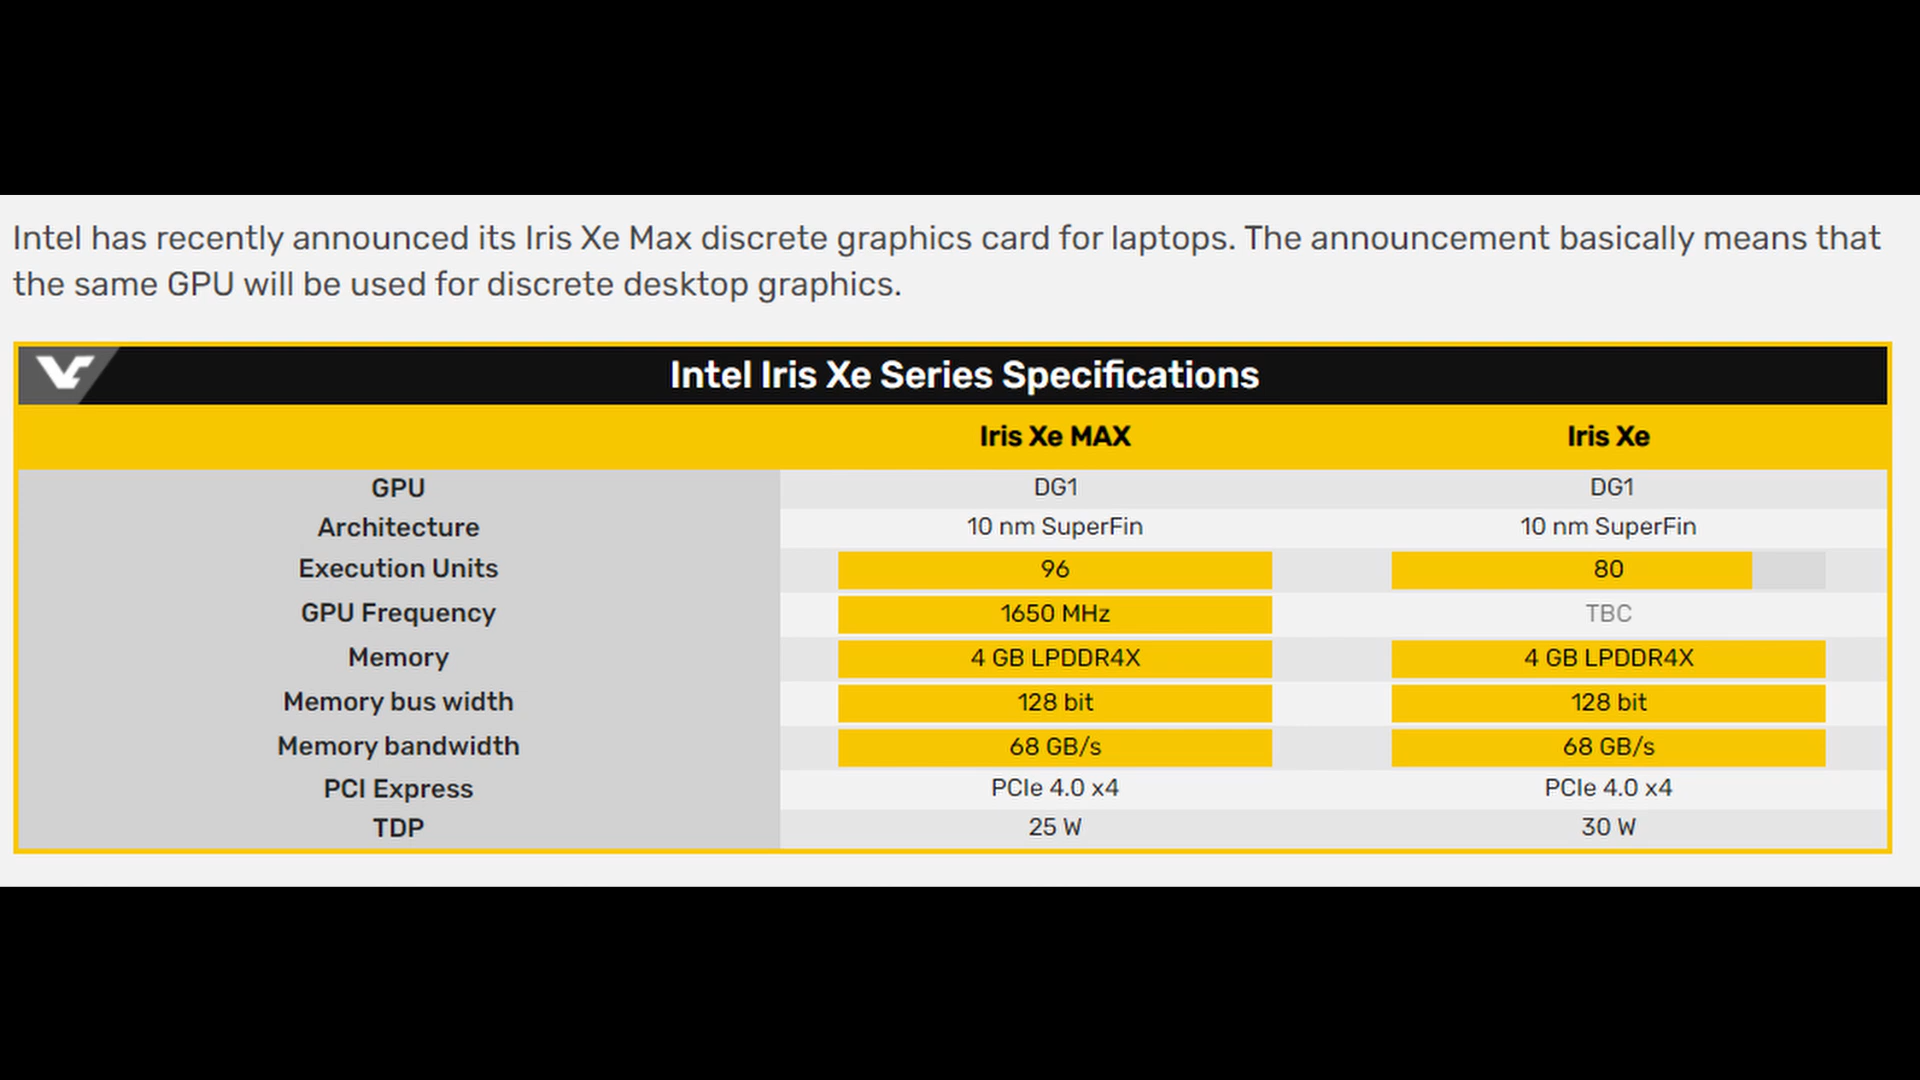 Intel has recently announced its Iris Xe Max discrete graphics card for laptops. The announcement basically means that
the same GPU will be used for discrete desktop graphics.
Intel Iris Xe Series Specifications
Iris Xe MAX Iris Xe
GPU DG1 DG1
Architecture 10 nm SuperFin 10 nm SuperFin
Execution Units 96 80
GPU Frequency 1650 MHz TBC
Memory 4 GB LPDDR4X 4 GB LPDDR4X
Memory bus width 128 bit 128 bit
Memory bandwidth 68 GB/s 68 GB/s
PCI Express PCIe 4.0 x4 PCIe 4.0 x4
TDP 25 W 30 W